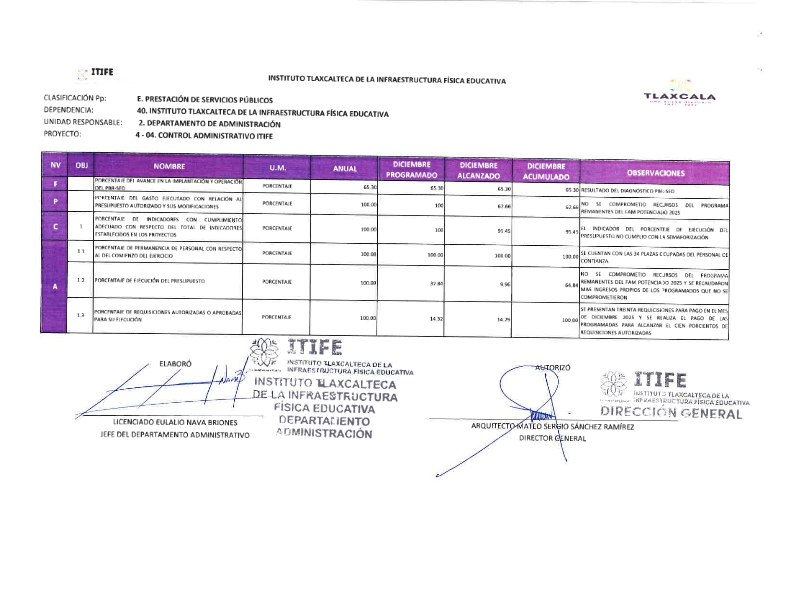 ITIFE
INSTITUTO TLAXCALTECA DE LA INFRAESTRUCTURA FÍSICA EDUCATIVA
TLAXCALA
CLASIFICACIÓN Pp: E. PRESTACIÓN DE SERVICIOS PÚBLICOS
DEPENDENCIA: 40. INSTITUTO TLAXCALTECA DE LA INFRAESTRUCTURA FÍSICA EDUCATIVA
UNIDAD RESPONSABLE: 2. DEPARTAMENTO DE ADMINISTRACIÓN
PROYECTO: 4 - 04. CONTROL ADMINISTRATIVO ITIFE
NV OBJ NOMBRE U.M. ANUAL DICIEMBRE PROGRAMADO DICIEMBRE ALCANZADO DICIEMBRE ACUMULADO OBSERVACIONES
F PORCENTAJE DEL AVANCE EN LA IMPLANTACIÓN Y OPERACIÓN
DEL PBR-SED PORCENTAJE 65.30 65.30 65.30 65.30 RESULTADO DEL DIAGNÓSTICO PBR-SED
P PORCENTAJE DEL GASTO EJECUTADO CON RELACIÓN AL
PRESUPUESTO AUTORIZADO Y SUS MODIFICACIONES PORCENTAJE 100.00 100 62.66 62.66 NO SE COMPROMETIO RECURSOS DEL PROGRAMA
REMANENTES DEL FAM POTENCIADO 2025
C 1 PORCENTAJE DE INDICADORES CON CUMPLIMIENTO
ADECUADO CON RESPECTO DEL TOTAL DE INDICADORES
ESTABLECIDOS EN LOS PROYECTOS PORCENTAJE 100.00 100 95.45 95.45 EL INDICADOR DEL PORCENTAJE DE EJECUCIÓN DEL
PRESUPUESTO NO CUMPLIO CON LA SEMAFORIZACIÓN
A 1.1 PORCENTAJE DE PERMANENCIA DE PERSONAL CON RESPECTO
AL DEL COMIENZO DEL EJERCICIO PORCENTAJE 100.00 100.00 100.00 100.00 SE CUENTAN CON LAS 24 PLAZAS OCUPADAS DEL PERSONAL DE
CONFIANZA
1.2 PORCENTAJE DE EJECUCIÓN DEL PRESUPUESTO PORCENTAJE 100.00 32.84 9.96 64.84 NO SE COMPROMETIO RECURSOS DEL PROGRAMA
REMANENTES DEL FAM POTENCIADO 2025 Y SE RECAUDARON
MAS INGRESOS PROPIOS DE LOS PROGRAMADOS QUE NO SE
COMPROMETIERON
1.3 PORCENTAJE DE REQUISICIONES AUTORIZADAS O APROBADAS
PARA SU EJECUCIÓN PORCENTAJE 100.00 14.32 14.29 100.00 SE PRESENTAN TREINTA REQUISICIONES PARA PAGO EN EL MES
DE DICIEMBRE 2025 Y SE REALIZA EL PAGO DE LAS
PROGRAMADAS PARA ALCANZAR EL CIEN PORCIENTOS DE
REQUISICIONES AUTORIZADAS
ELABORÓ
Nava
LICENCIADO EULALIO NAVA BRIONES
JEFE DEL DEPARTAMENTO ADMINISTRATIVO
ITIFE
INSTITUTO TLAXCALTECA DE LA
INFRAESTRUCTURA FÍSICA EDUCATIVA
INSTITUTO TLAXCALTECA
DE LA INFRAESTRUCTURA
FÍSICA EDUCATIVA
DEPARTAMENTO
ADMINISTRACIÓN
AUTORIZÓ
ARQUITECTO MATEO SERGIO SÁNCHEZ RAMÍREZ
DIRECTOR GENERAL
ITIFE
INSTITUTO TLAXCALTECA DE LA
INFRAESTRUCTURA FÍSICA EDUCATIVA
DIRECCIÓN GENERAL